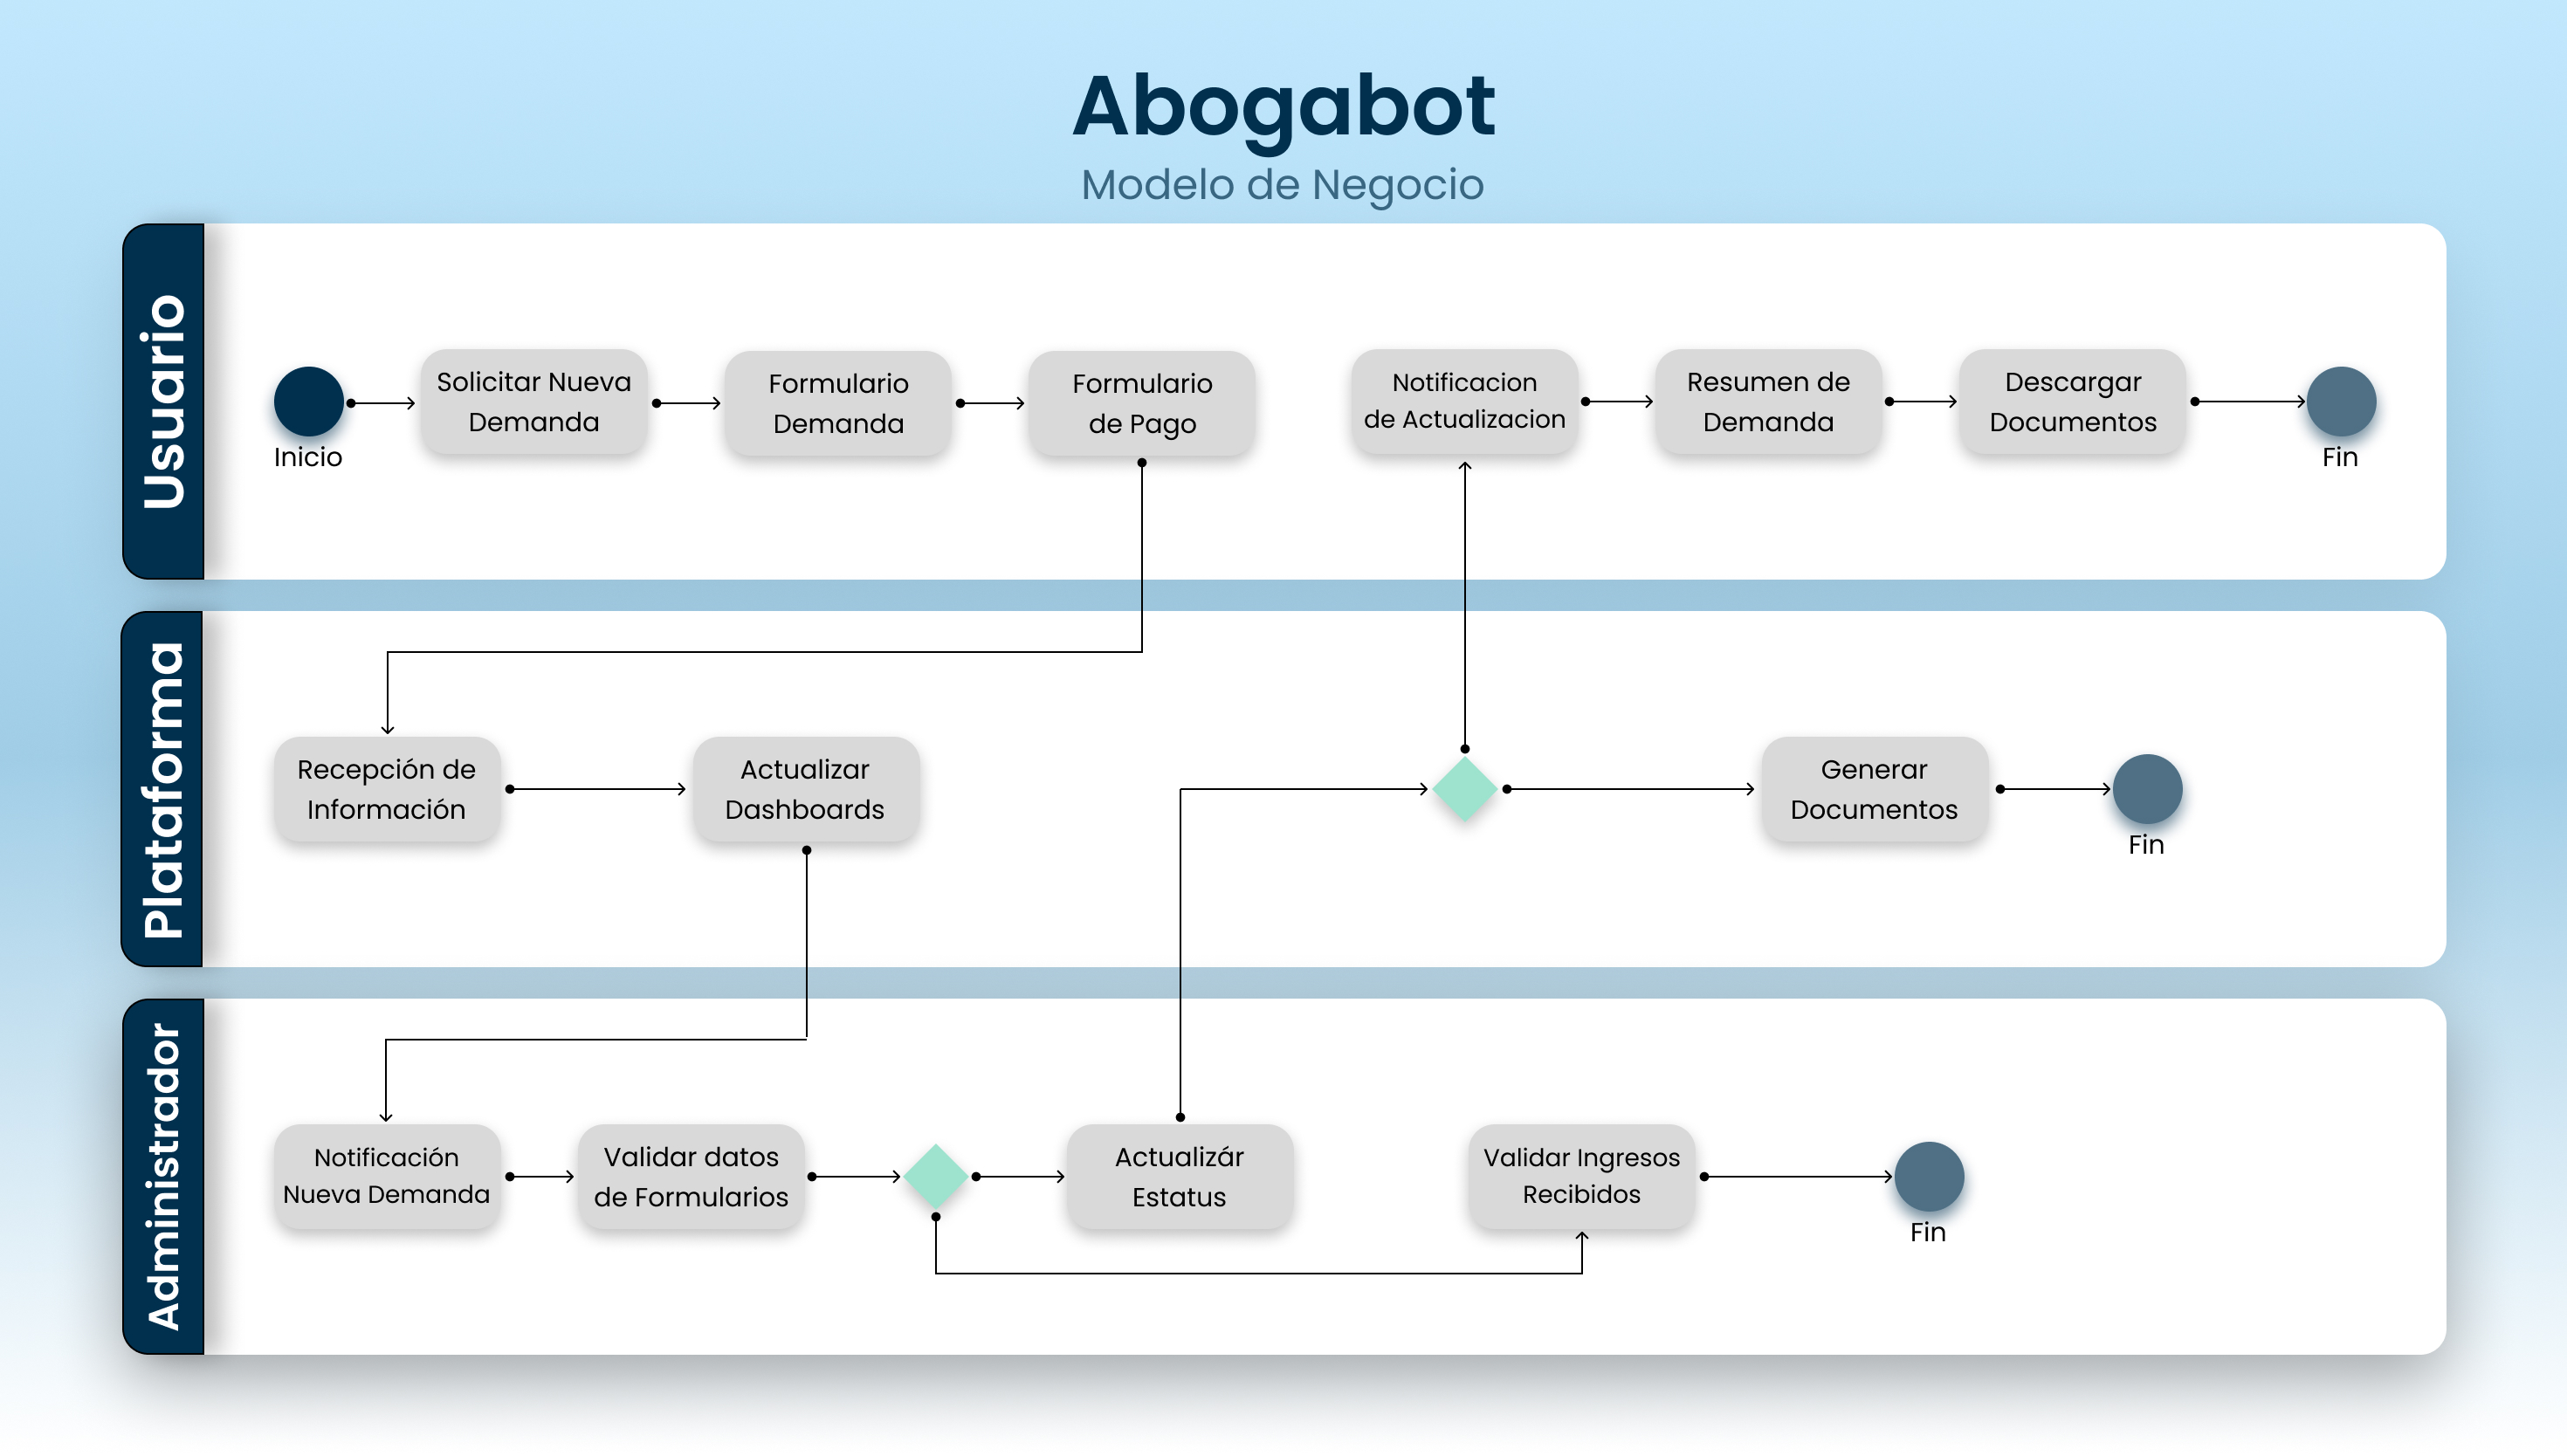 Abogabot
Modelo de Negocio
Usuario
Inicio
Solicitar Nueva
Demanda
Formulario
Demanda
Formulario
de Pago
Notificacion
de Actualizacion
Resumen de
Demanda
Descargar
Documentos
Fin
Plataforma
Recepción de
Información
Actualizar
Dashboards
Generar
Documentos
Fin
Administrador
Notificación
Nueva Demanda
Validar datos
de Formularios
Actualizár
Estatus
Validar Ingresos
Recibidos
Fin